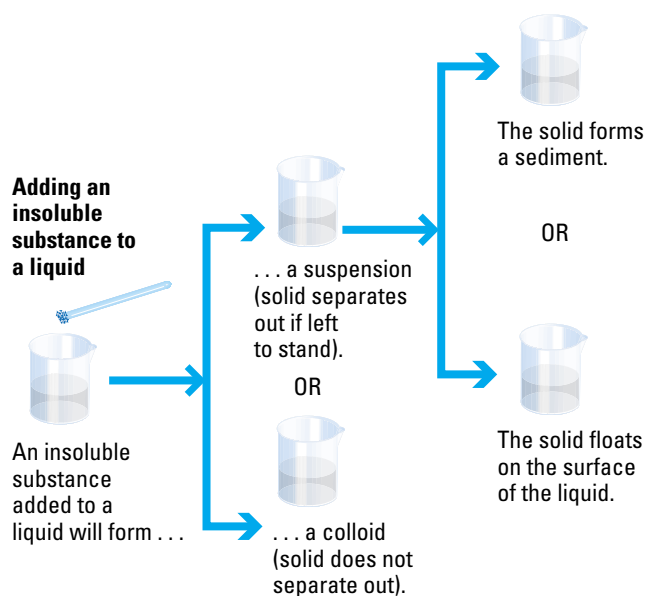 Adding an
insoluble
substance to
a liquid
An insoluble
substance
added to a
liquid will form . . .
. . . a suspension
(solid separates
out if left
to stand).
OR
. . . a colloid
(solid does not
separate out).
The solid forms
a sediment.
OR
The solid floats
on the surface
of the liquid.